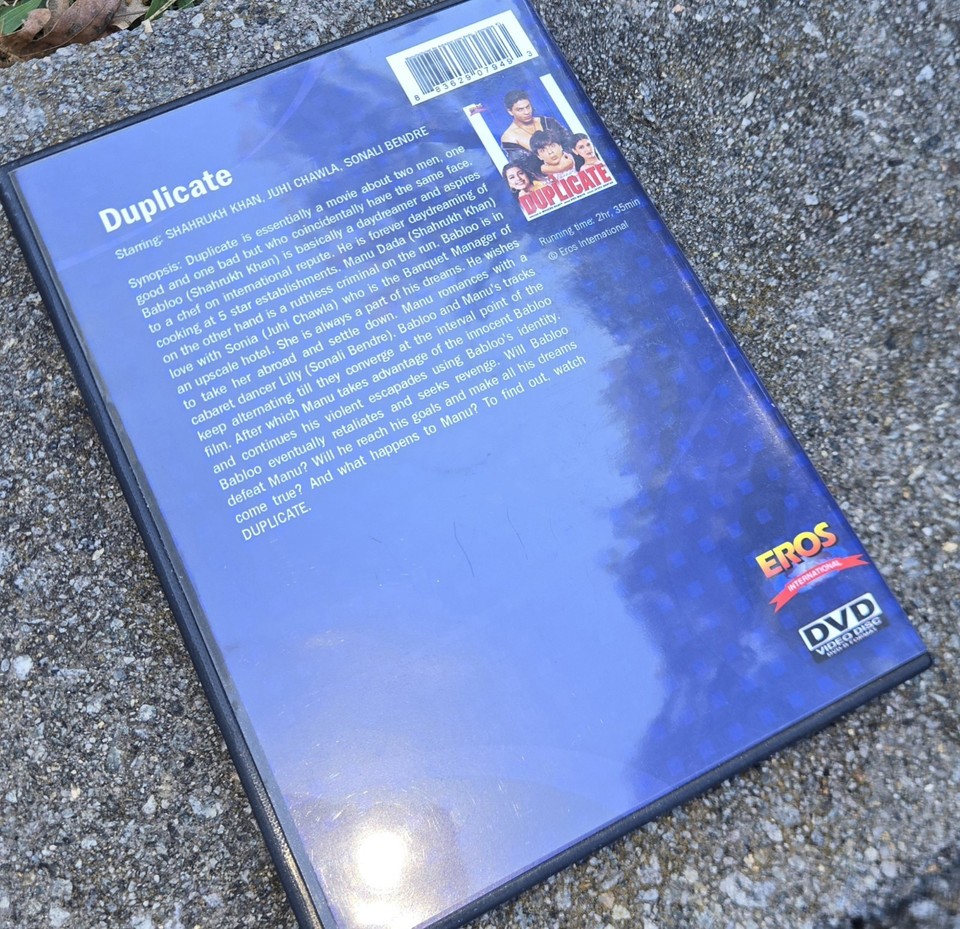 8 83629 07949 3
DUPLICATE
Duplicate
Starring: SHAHRUKH KHAN, JUHI CHAWLA, SONALI BENDRE
Synopsis: Duplicate is essentially a movie about two men, one
good and one bad but who coincidentally have the same face.
Babloo (Shahrukh Khan) is basically a daydreamer and aspires
to a chef on international repute. He is forever daydreaming of
cooking at 5 star establishments. Manu Dada (Shahrukh Khan)
on the other hand is a ruthless criminal on the run. Babloo is in
love with Sonia (Juhi Chawla) who is the Banquet Manager of
an upscale hotel. She is always a part of his dreams. He wishes
to take her abroad and settle down. Manu romances with a
cabaret dancer Lilly (Sonali Bendre). Babloo and Manu's tracks
keep alternating till they converge at the interval point of the
film. After which Manu takes advantage of the innocent Babloo
and continues his violent escapades using Babloo's identity.
Babloo eventually retaliates and seeks revenge. Will Babloo
defeat Manu? Will he reach his goals and make all his dreams
come true? And what happens to Manu? To find out, watch
DUPLICATE.
Running time: 2hr, 35min
© Eros International
EROS
INTERNATIONAL
DVD
VIDEO DISC